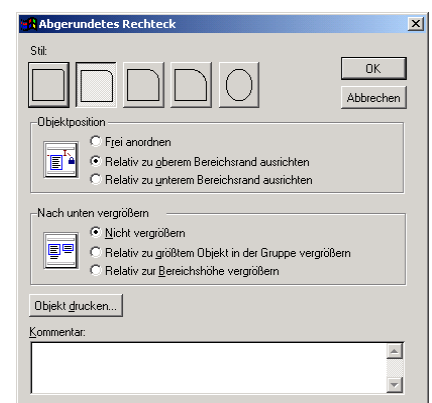 Abgerundetes Rechteck
Stil:
OK
Abbrechen
Objektposition
Frei anordnen
Relativ zu oberem Bereichsrand ausrichten
Relativ zu unterem Bereichsrand ausrichten
Nach unten vergrößern
Nicht vergrößern
Relativ zu größtem Objekt in der Gruppe vergrößern
Relativ zur Bereichshöhe vergrößern
Objekt drucken...
Kommentar: